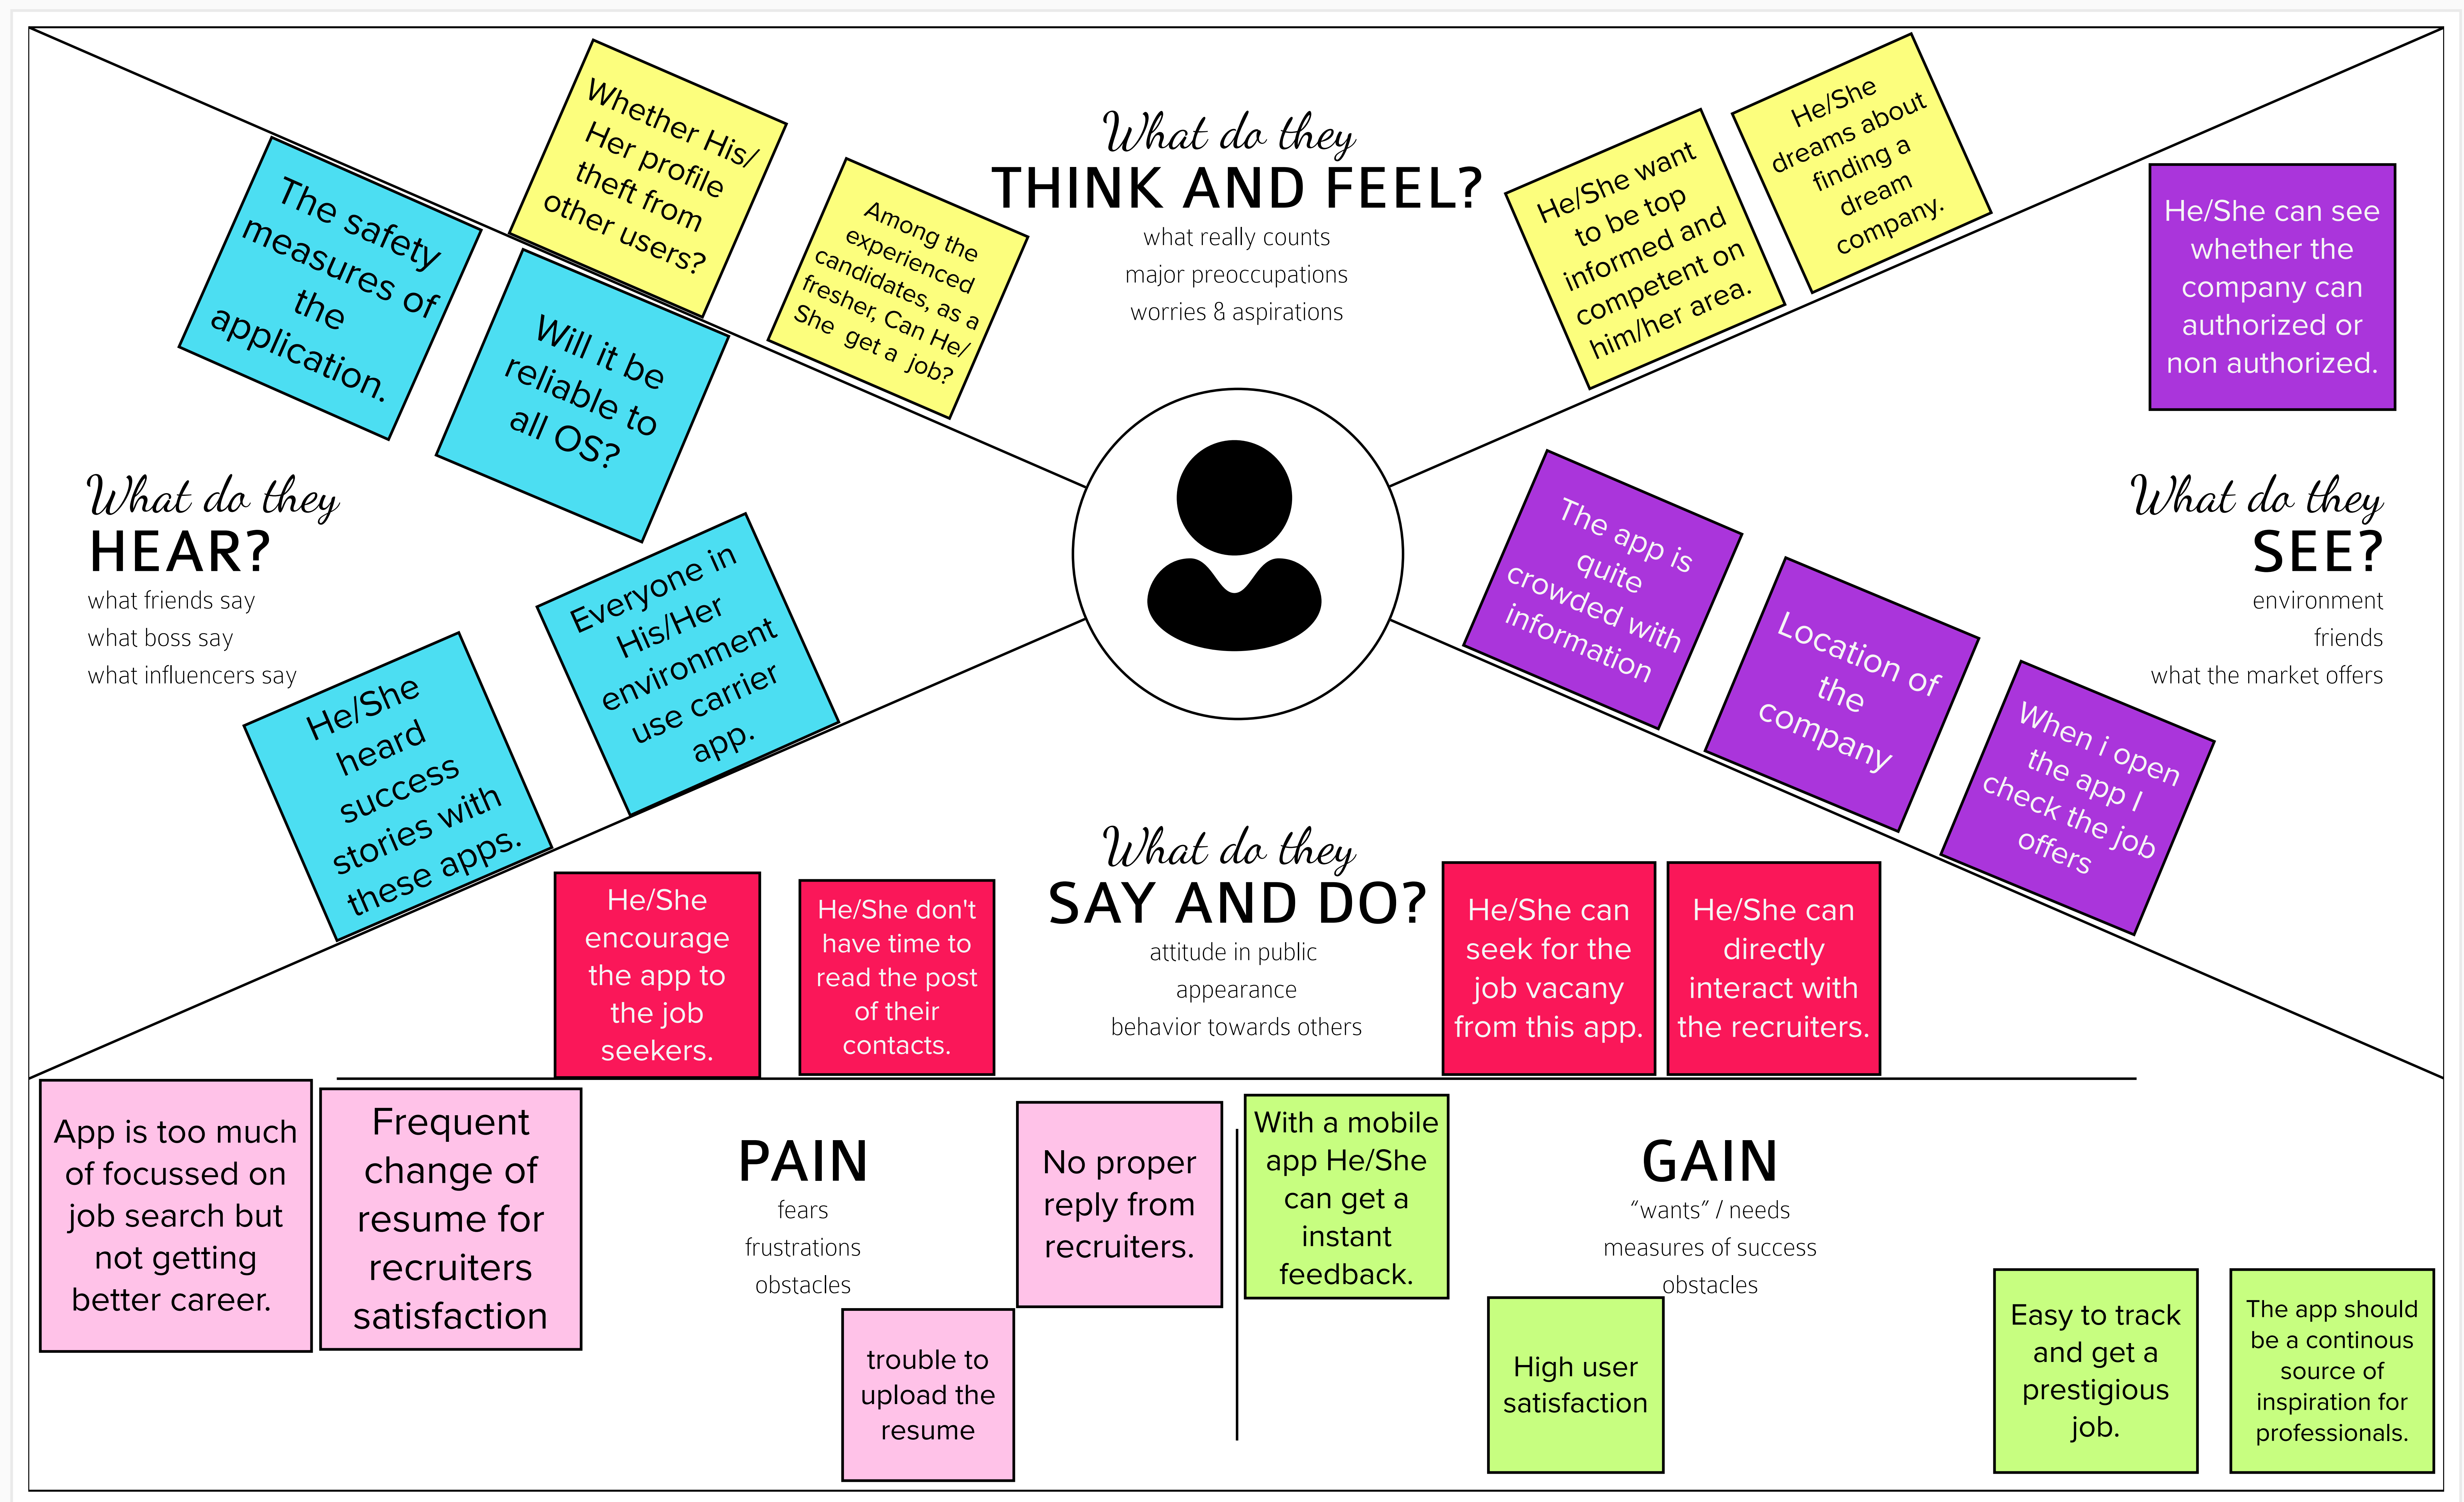 What do they
THINK AND FEEL?
what really counts
major preoccupations
worries & aspirations
Whether His/
Her profile
theft from
other users?
Among the
experienced
candidates, as a
fresher, Can He/
She get a job?
He/She want
to be top
informed and
competent on
him/her area.
He/She
dreams about
finding a
dream
company.
What do they
HEAR?
what friends say
what boss say
what influencers say
The safety
measures of
the
application.
Will it be
reliable to
all OS?
Everyone in
His/Her
environment
use carrier
app.
He/She
heard
success
stories with
these apps.
What do they
SEE?
environment
friends
what the market offers
He/She can see
whether the
company can
authorized or
non authorized.
The app is
quite
crowded with
information
Location of
the
company
When i open
the app I
check the job
offers
What do they
SAY AND DO?
attitude in public
appearance
behavior towards others
He/She
encourage
the app to
the job
seekers.
He/She don't
have time to
read the post
of their
contacts.
He/She can
seek for the
job vacany
from this app.
He/She can
directly
interact with
the recruiters.
PAIN
fears
frustrations
obstacles
App is too much
of focussed on
job search but
not getting
better career.
Frequent
change of
resume for
recruiters
satisfaction
trouble to
upload the
resume
No proper
reply from
recruiters.
GAIN
“wants” / needs
measures of success
obstacles
With a mobile
app He/She
can get a
instant
feedback.
High user
satisfaction
Easy to track
and get a
prestigious
job.
The app should
be a continous
source of
inspiration for
professionals.